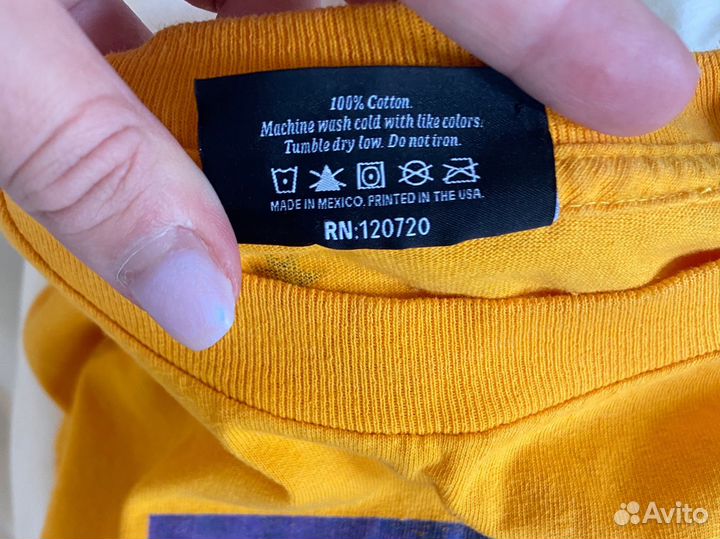 100% Cotton.
Machine wash cold with like colors.
Tumble dry low. Do not iron.
MADE IN MEXICO. PRINTED IN THE USA.
RN:120720
Avito